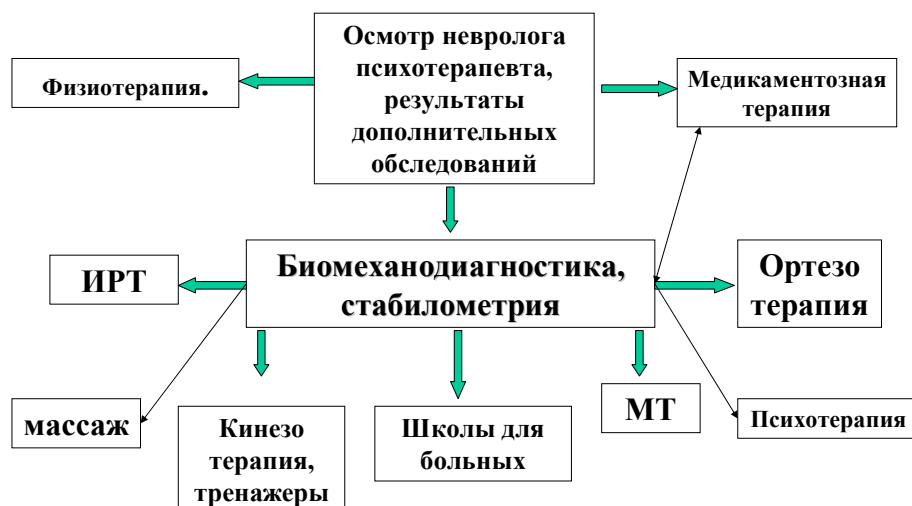 Осмотр невролога
психотерапевта,
результаты
дополнительных
обследований
Физиотерапия.
Медикаментозная
терапия
Биомеханодиагностика,
стабилометрия
ИРТ
Ортезо
терапия
массаж
Кинезо
терапия,
тренажеры
Школы для
больных
МТ
Психотерапия